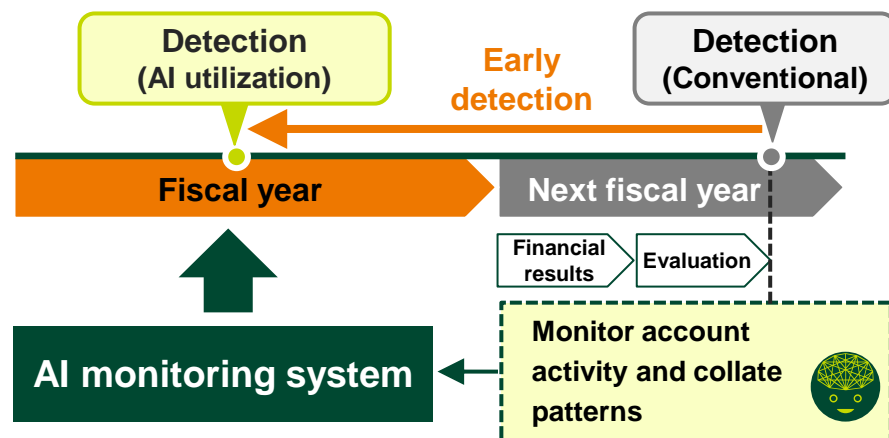 Detection
(AI utilization)
Early
detection
Detection
(Conventional)
Fiscal year
Next fiscal year
Financial
results
Evaluation
AI monitoring system
Monitor account
activity and collate
patterns